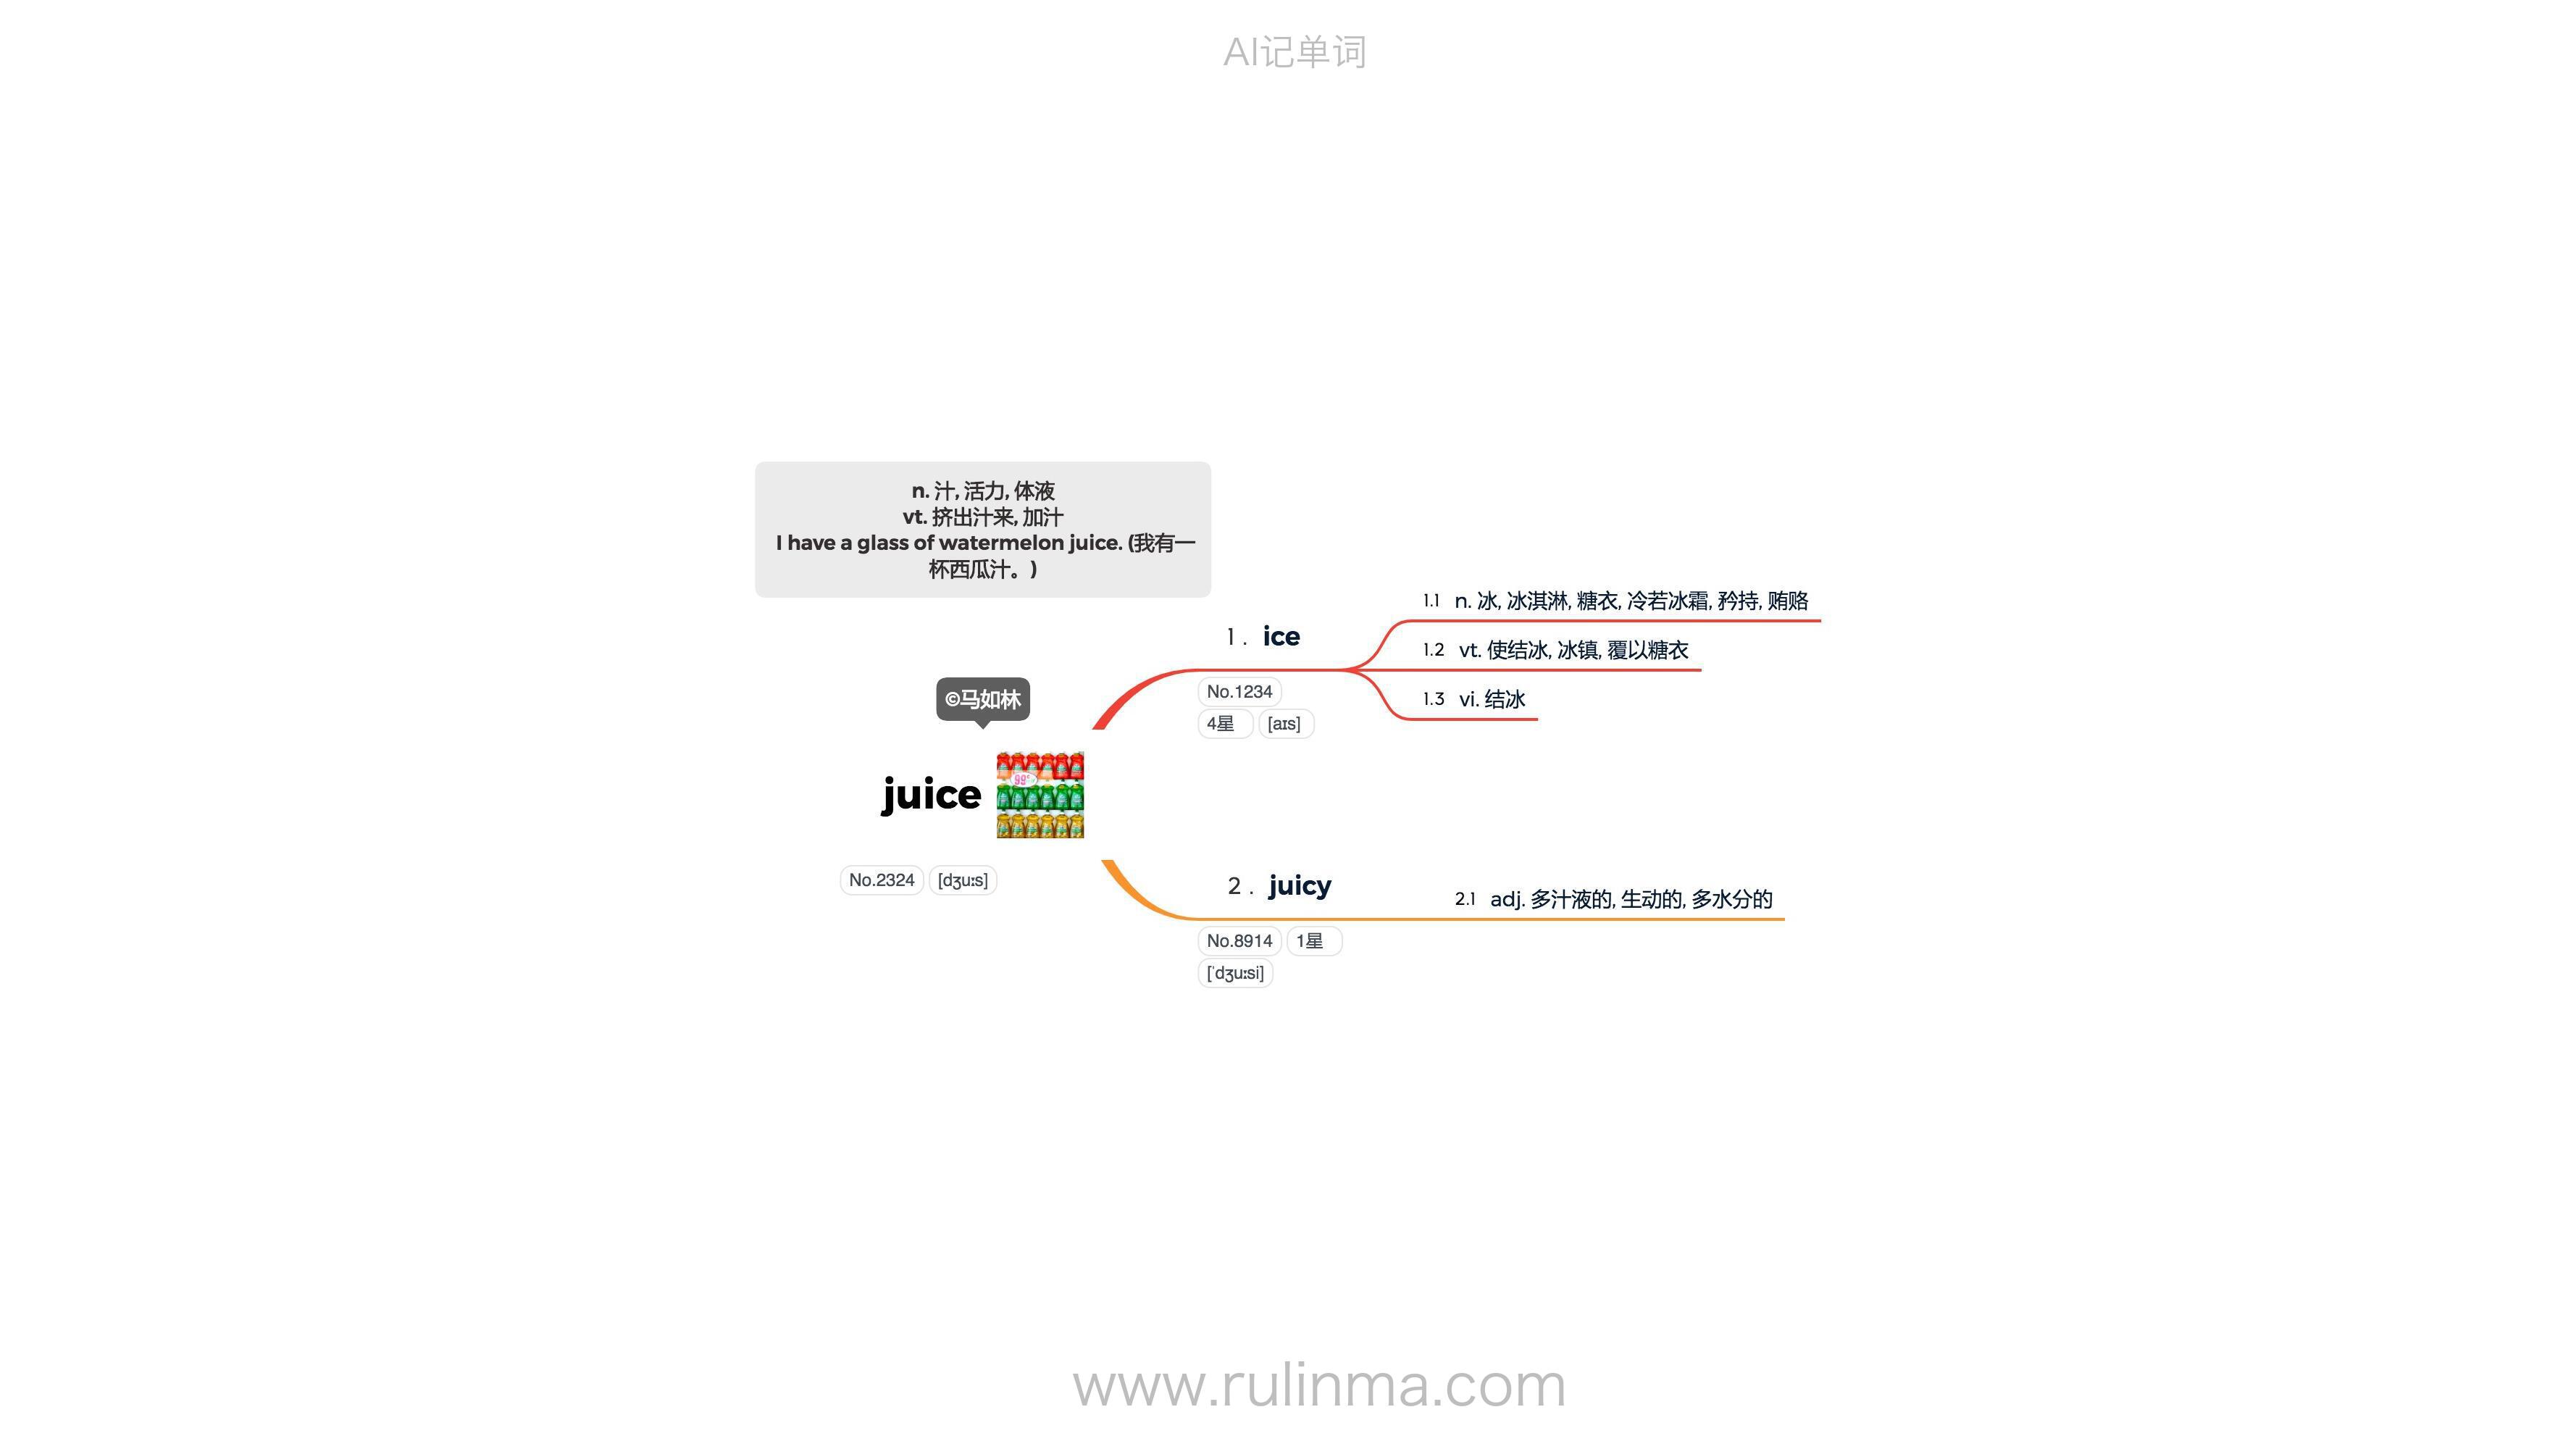 AI记单词
n. 汁, 活力, 体液
vt. 挤出汁来, 加汁
I have a glass of watermelon juice. (我有一
杯西瓜汁。)
©马如林
juice
99¢
No.2324 [dʒuːs]
1. ice
No.1234
4星 [aɪs]
1.1 n. 冰, 冰淇淋, 糖衣, 冷若冰霜, 矜持, 贿赂
1.2 vt. 使结冰, 冰镇, 覆以糖衣
1.3 vi. 结冰
2. juicy
No.8914 1星
[ˈdʒuːsi]
2.1 adj. 多汁液的, 生动的, 多水分的
www.rulinma.com